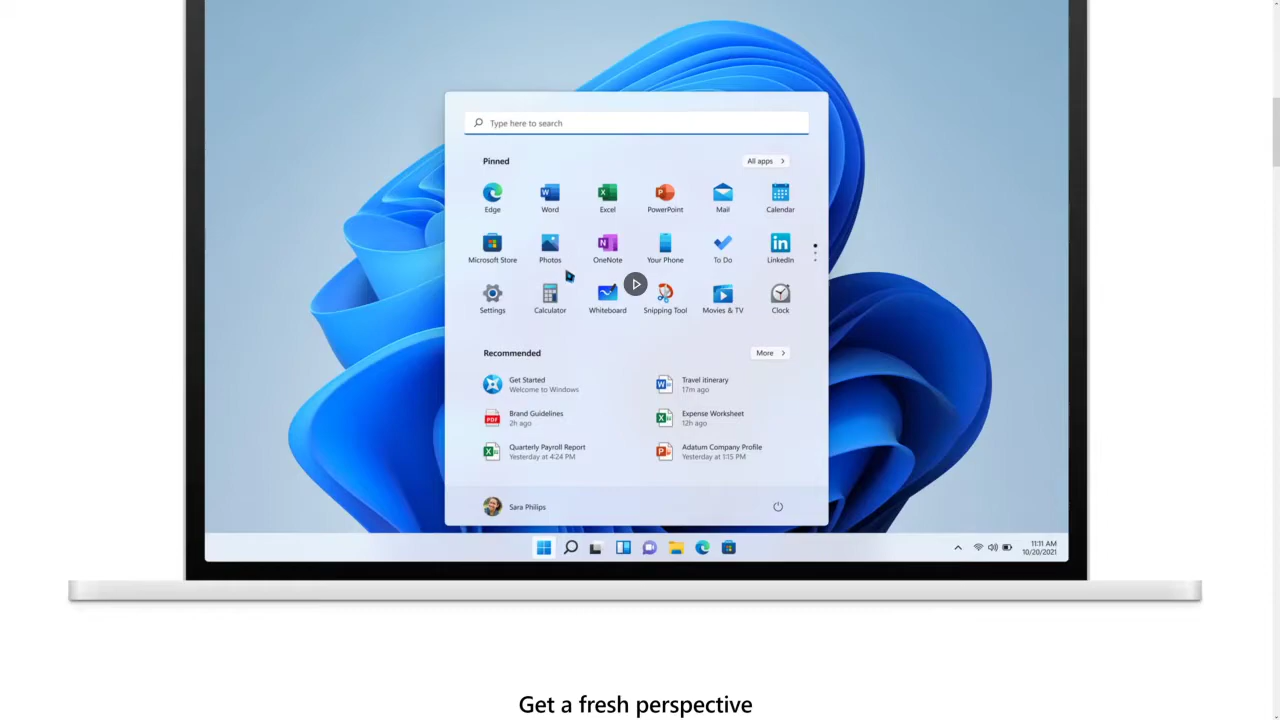 Type here to search
Pinned
All apps
Edge
Word
Excel
PowerPoint
Mail
Calendar
Microsoft Store
Photos
OneNote
Your Phone
To Do
LinkedIn
Settings
Calculator
Whiteboard
Snipping Tool
Movies & TV
Clock
Recommended
More
Get Started
Welcome to Windows
Travel itinerary
17m ago
Brand Guidelines
2h ago
Expense Worksheet
12h ago
Quarterly Payroll Report
Yesterday at 4:24 PM
Adatum Company Profile
Yesterday at 1:15 PM
Sara Philips
11:11 AM
10/20/2021
Get a fresh perspective